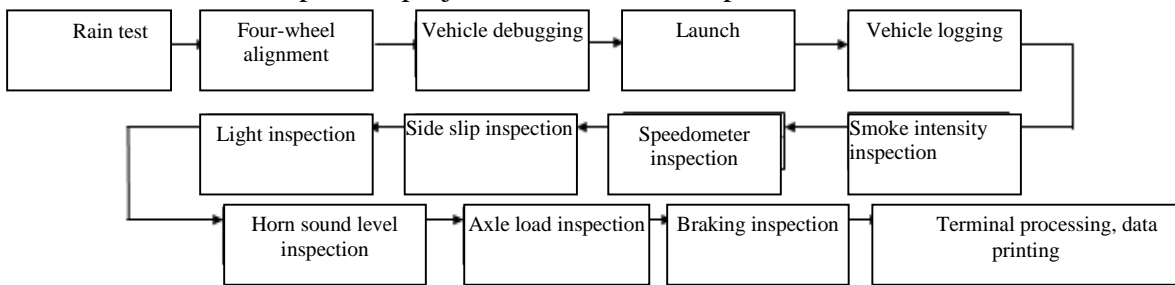 Rain test
Four-wheel
alignment
Vehicle debugging
Launch
Vehicle logging
Smoke intensity
inspection
Speedometer
inspection
Side slip inspection
Light inspection
Horn sound level
inspection
Axle load inspection
Braking inspection
Terminal processing, data
printing